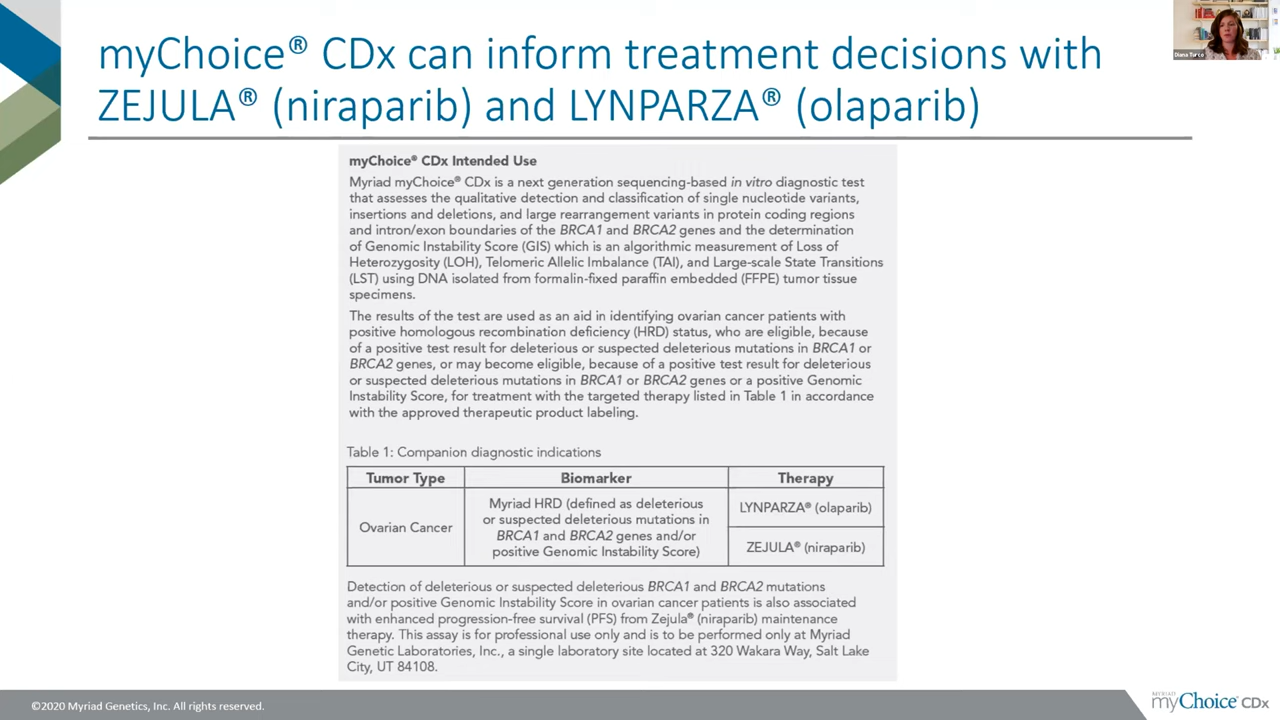 myChoice® CDx can inform treatment decisions with
ZEJULA® (niraparib) and LYNPARZA® (olaparib)
Diana Turco
myChoice® CDx Intended Use
Myriad myChoice® CDx is a next generation sequencing-based in vitro diagnostic test
that assesses the qualitative detection and classification of single nucleotide variants,
insertions and deletions, and large rearrangement variants in protein coding regions
and intron/exon boundaries of the BRCA1 and BRCA2 genes and the determination
of Genomic Instability Score (GIS) which is an algorithmic measurement of Loss of
Heterozygosity (LOH), Telomeric Allelic Imbalance (TAI), and Large-scale State Transitions
(LST) using DNA isolated from formalin-fixed paraffin embedded (FFPE) tumor tissue
specimens.
The results of the test are used as an aid in identifying ovarian cancer patients with
positive homologous recombination deficiency (HRD) status, who are eligible, because
of a positive test result for deleterious or suspected deleterious mutations in BRCA1 or
BRCA2 genes, or may become eligible, because of a positive test result for deleterious
or suspected deleterious mutations in BRCA1 or BRCA2 genes or a positive Genomic
Instability Score, for treatment with the targeted therapy listed in Table 1 in accordance
with the approved therapeutic product labeling.
Table 1: Companion diagnostic indications
Tumor Type Biomarker Therapy
Ovarian Cancer
Myriad HRD (defined as deleterious
or suspected deleterious mutations in
BRCA1 and BRCA2 genes and/or
positive Genomic Instability Score)
LYNPARZA® (olaparib)
ZEJULA® (niraparib)
Detection of deleterious or suspected deleterious BRCA1 and BRCA2 mutations
and/or positive Genomic Instability Score in ovarian cancer patients is also associated
with enhanced progression-free survival (PFS) from Zejula® (niraparib) maintenance
therapy. This assay is for professional use only and is to be performed only at Myriad
Genetic Laboratories, Inc., a single laboratory site located at 320 Wakara Way, Salt Lake
City, UT 84108.
©2020 Myriad Genetics, Inc. All rights reserved.
MYRIAD
myChoice® CDx